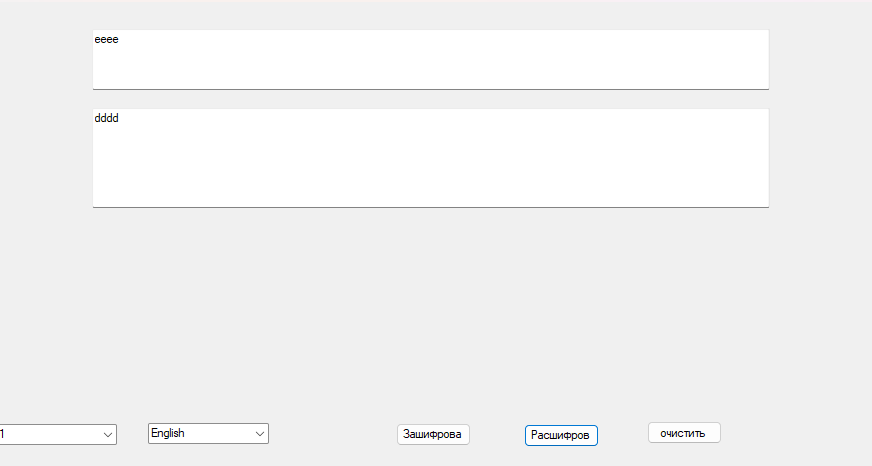 eeee
dddd
1
English
Зашифрова
Расшифров
очистить